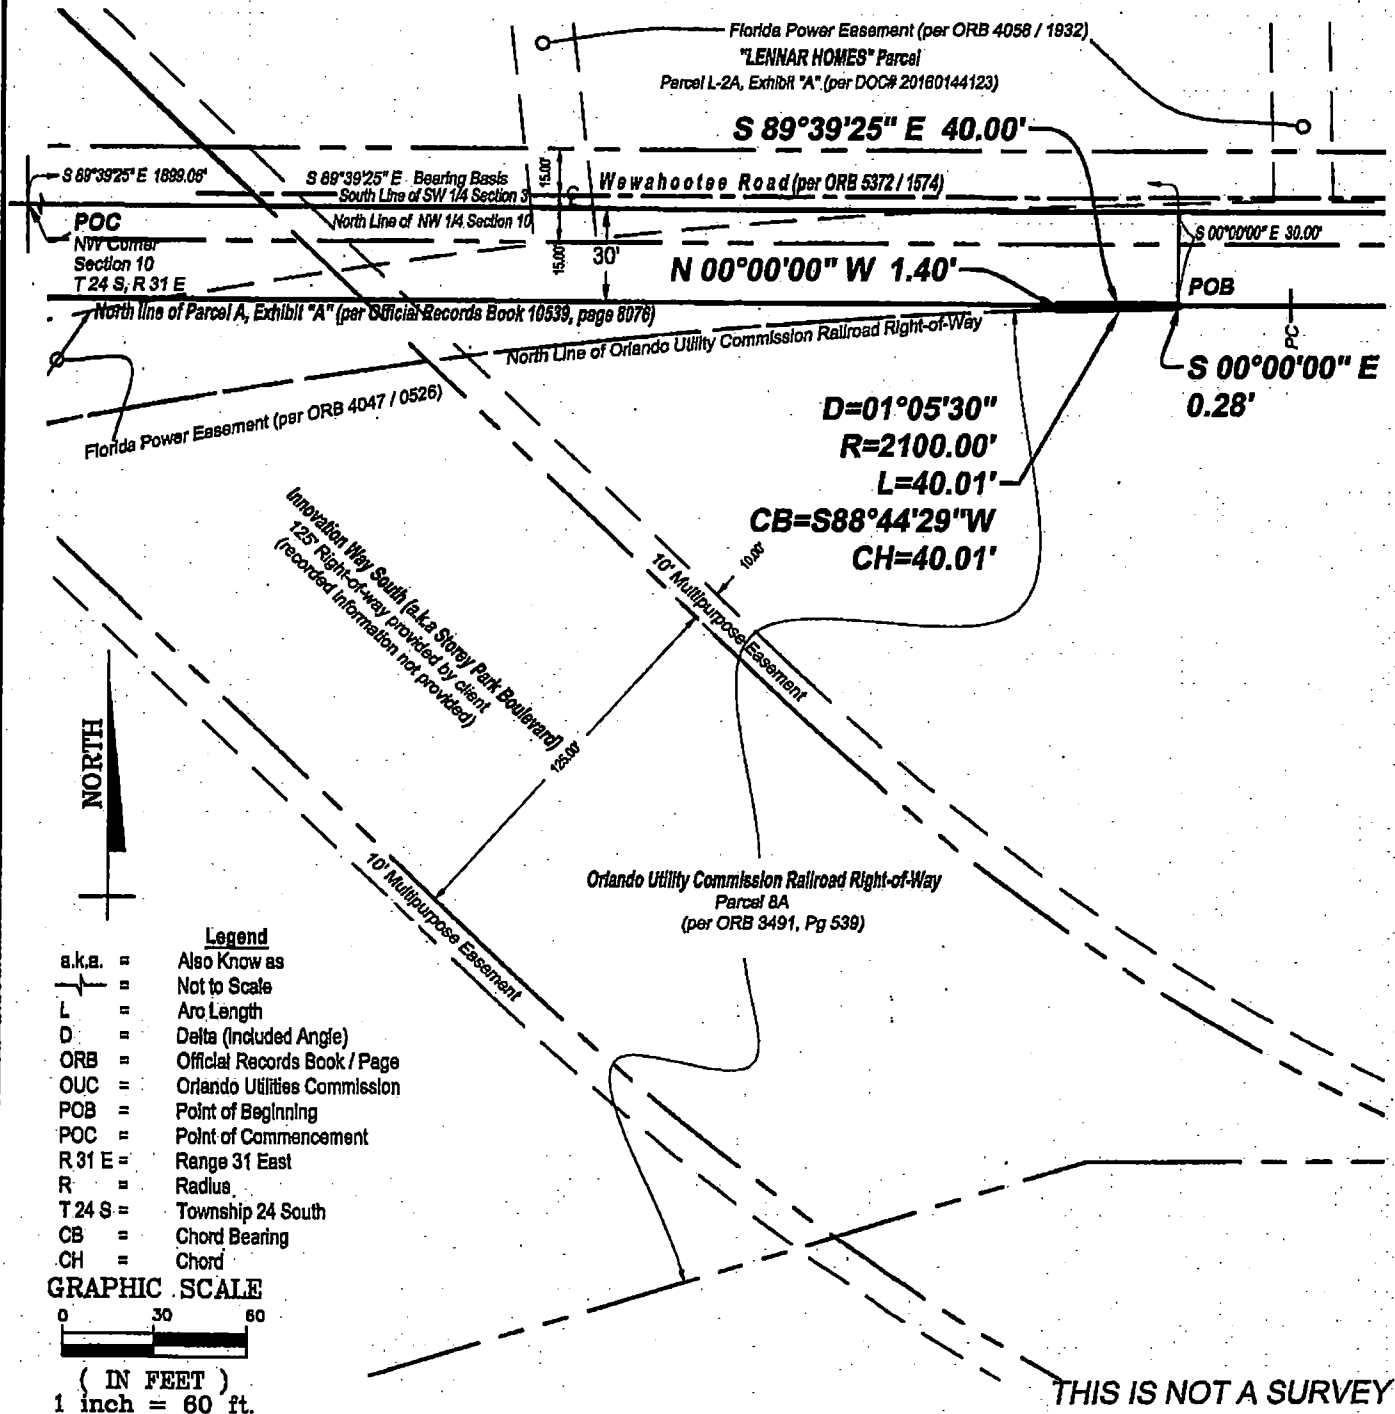 Florida Power Easement (per ORB 4058 / 1932)
"LENNAR HOMES" Parcel
Parcel L-2A, Exhibit "A" (per DOC# 20160144123)
S 89°39'25" E 40.00'
S 89°39'25" E 1899.06'
S 89°39'25" E Bearing Basis
South Line of SW 1/4 Section 3
15.00'
Wewahootee Road (per ORB 5372 / 1574)
POC
NW Corner
Section 10
T 24 S, R 31 E
North Line of NW 1/4 Section 10
15.00'
30'
S 00°00'00" E 30.00'
N 00°00'00" W 1.40'
POB
North line of Parcel A, Exhibit "A" (per Official Records Book 10539, page 8076)
North Line of Orlando Utility Commission Railroad Right-of-Way
PC
S 00°00'00" E
0.28'
Florida Power Easement (per ORB 4047 / 0526)
D=01°05'30"
R=2100.00'
L=40.01'
CB=S88°44'29"W
CH=40.01'
Innovation Way South (a.k.a Storey Park Boulevard)
125' Right-of-way provided by client
(recorded information not provided)
10.00'
10' Multipurpose Easement
125.00'
NORTH
10' Multipurpose Easement
Orlando Utility Commission Railroad Right-of-Way
Parcel 8A
(per ORB 3491, Pg 539)
Legend
a.k.a. = Also Know as
= Not to Scale
L = Arc Length
D = Delta (Included Angle)
ORB = Official Records Book / Page
OUC = Orlando Utilities Commission
POB = Point of Beginning
POC = Point of Commencement
R 31 E = Range 31 East
R = Radius
T 24 S = Township 24 South
CB = Chord Bearing
CH = Chord
GRAPHIC SCALE
0 30 60
( IN FEET )
1 inch = 60 ft.
THIS IS NOT A SURVEY